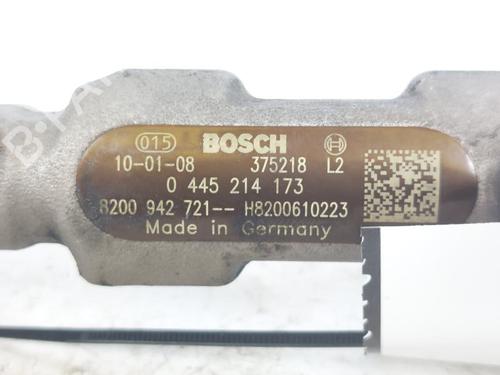 015 BOSCH
10-01-08 375218 L2
0 445 214 173
8200 942 721-- H8200610223
Made in Germany